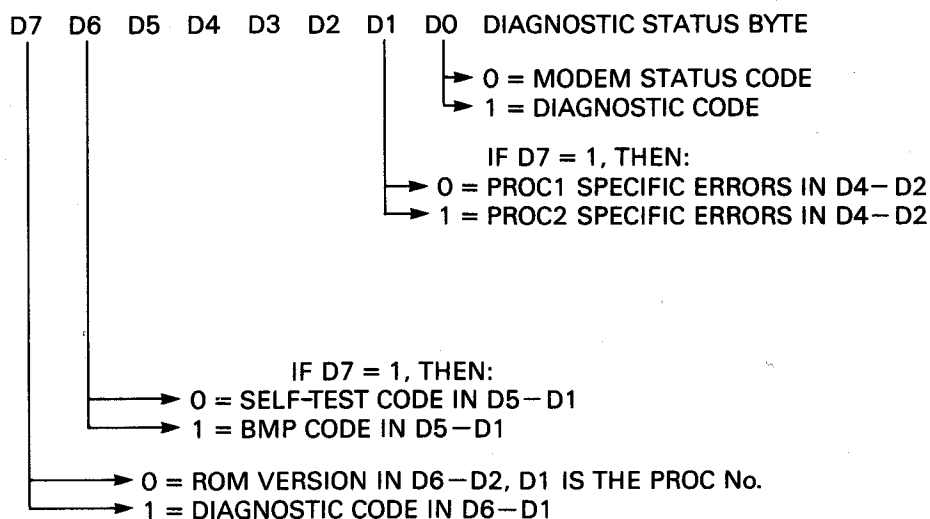 D7 D6 D5 D4 D3 D2 D1 D0 DIAGNOSTIC STATUS BYTE
0 = MODEM STATUS CODE
1 = DIAGNOSTIC CODE
IF D7 = 1, THEN:
0 = PROC1 SPECIFIC ERRORS IN D4–D2
1 = PROC2 SPECIFIC ERRORS IN D4–D2
IF D7 = 1, THEN:
0 = SELF-TEST CODE IN D5–D1
1 = BMP CODE IN D5–D1
0 = ROM VERSION IN D6–D2, D1 IS THE PROC No.
1 = DIAGNOSTIC CODE IN D6–D1